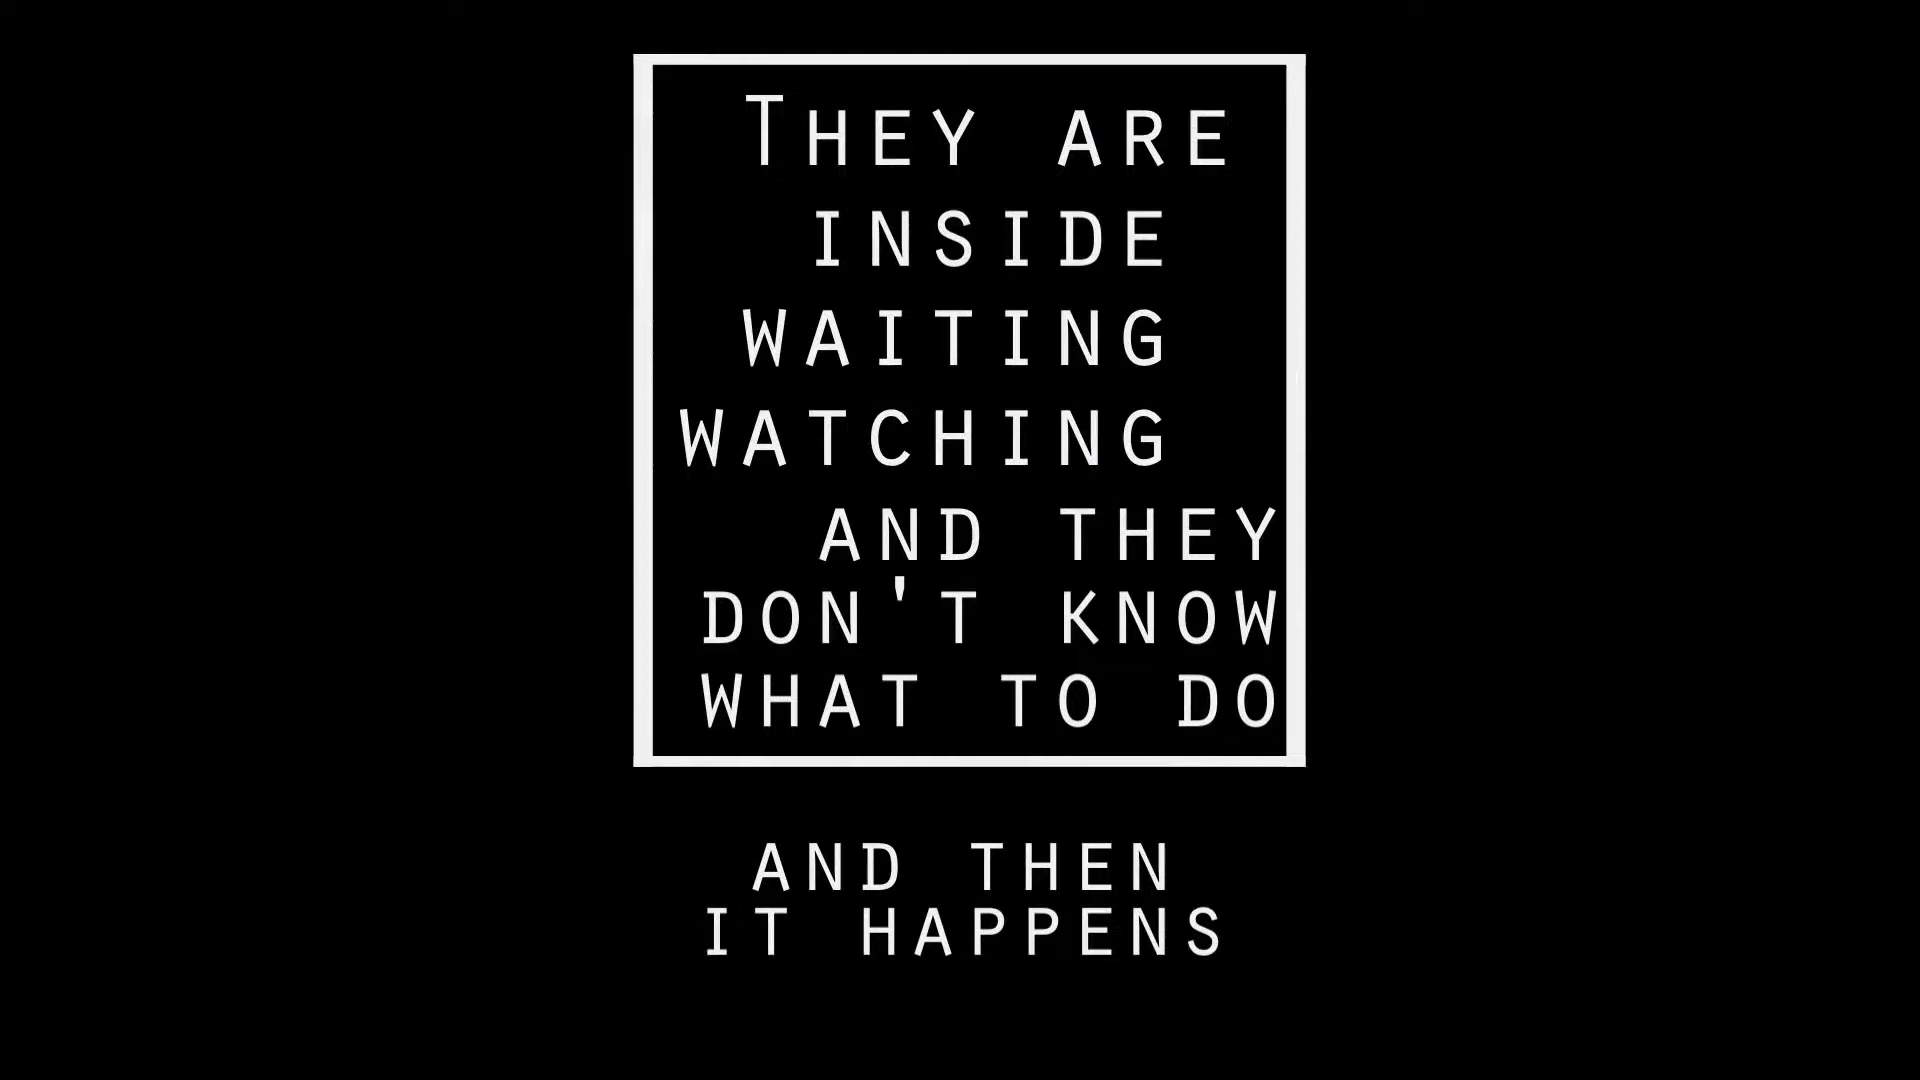 They are
inside
waiting
watching
and they
don't know
what to do
and then
it happens